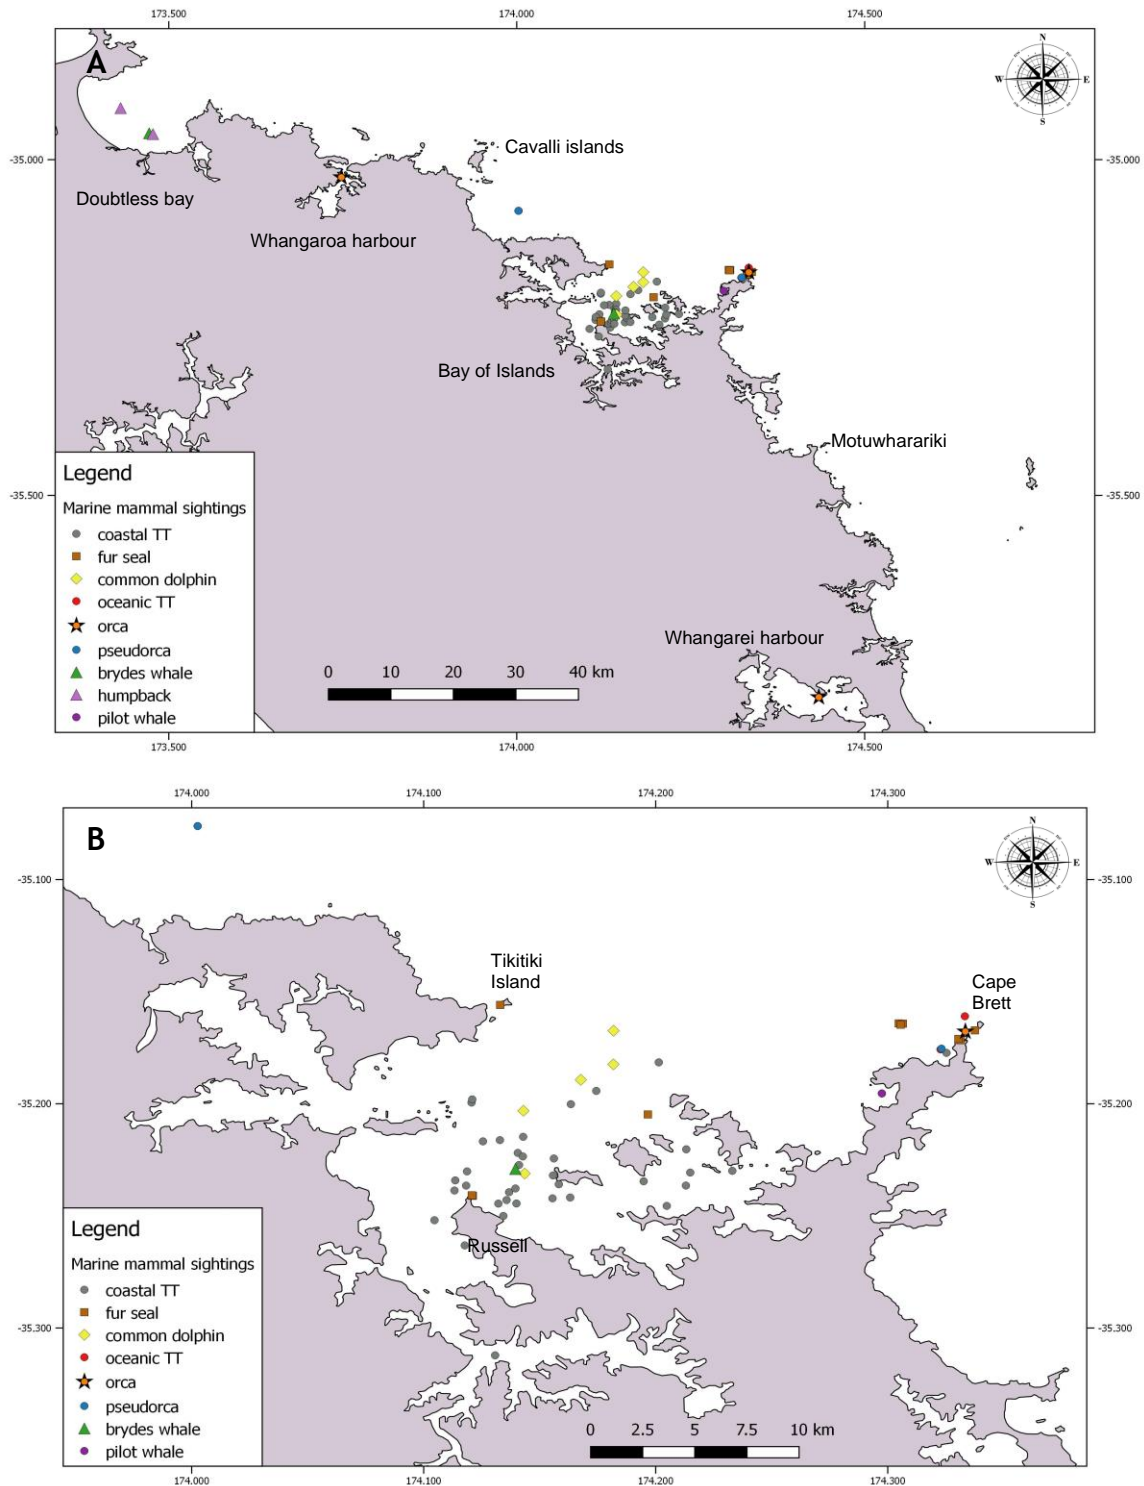 173.500 174.000 174.500
A
N
W E
S
Cavalli islands
-35.000 -35.000
Doubtless bay
Whangaroa harbour
Bay of Islands
Motuwharariki
Legend
Marine mammal sightings
-35.500 -35.500
coastal TT
fur seal
common dolphin
oceanic TT
orca
pseudorca
brydes whale
humpback
pilot whale
Whangarei harbour
0 10 20 30 40 km
173.500 174.000 174.500
174.000 174.100 174.200 174.300
B
N
W E
S
-35.100 -35.100
Tikitiki
Island
Cape
Brett
-35.200 -35.200
Russell
Legend
Marine mammal sightings
coastal TT
fur seal
-35.300 -35.300
common dolphin
oceanic TT
orca
pseudorca
brydes whale
pilot whale
0 2.5 5 7.5 10 km
174.000 174.100 174.200 174.300